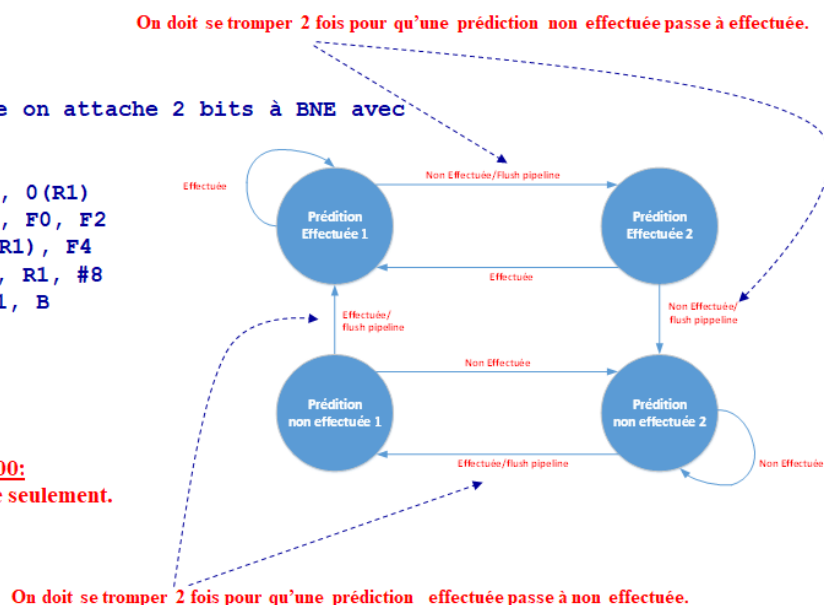 On doit se tromper 2 fois pour qu'une prédiction non effectuée passe à effectuée.
e on attache 2 bits à BNE avec
, 0(R1)
, F0, F2
R1), F4
, R1, #8
1, B
Effectuée
Non Effectuée/Flush pipeline
Prédition
Effectuée 1
Prédition
Effectuée 2
Effectuée
Effectuée/
flush pipeline
Non Effectuée/
flush pippeline
Non Effectuée
Prédition
non effectuée 1
Prédition
non effectuée 2
Effectuée/flush pipeline
Non Effectuée
00:
e seulement.
On doit se tromper 2 fois pour qu'une prédiction effectuée passe à non effectuée.